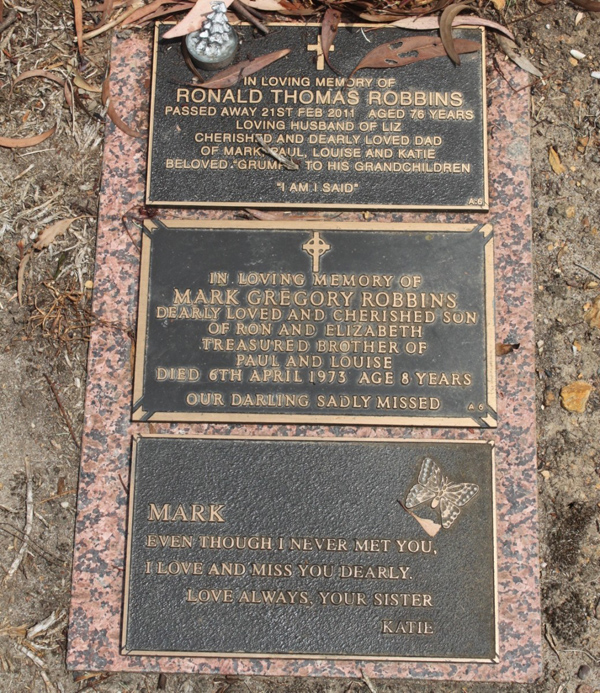 IN LOVING MEMORY OF
RONALD THOMAS ROBBINS
PASSED AWAY 21ST FEB 2011 AGED 76 YEARS
LOVING HUSBAND OF LIZ
CHERISHED AND DEARLY LOVED DAD
OF MARK, PAUL, LOUISE AND KATIE
BELOVED "GRUMPY" TO HIS GRANDCHILDREN
"I AM I SAID"
A:6
IN LOVING MEMORY OF
MARK GREGORY ROBBINS
DEARLY LOVED AND CHERISHED SON
OF RON AND ELIZABETH
TREASURED BROTHER OF
PAUL AND LOUISE
DIED 6TH APRIL 1973 AGE 8 YEARS
OUR DARLING SADLY MISSED
A 6
MARK
EVEN THOUGH I NEVER MET YOU,
I LOVE AND MISS YOU DEARLY.
LOVE ALWAYS, YOUR SISTER
KATIE